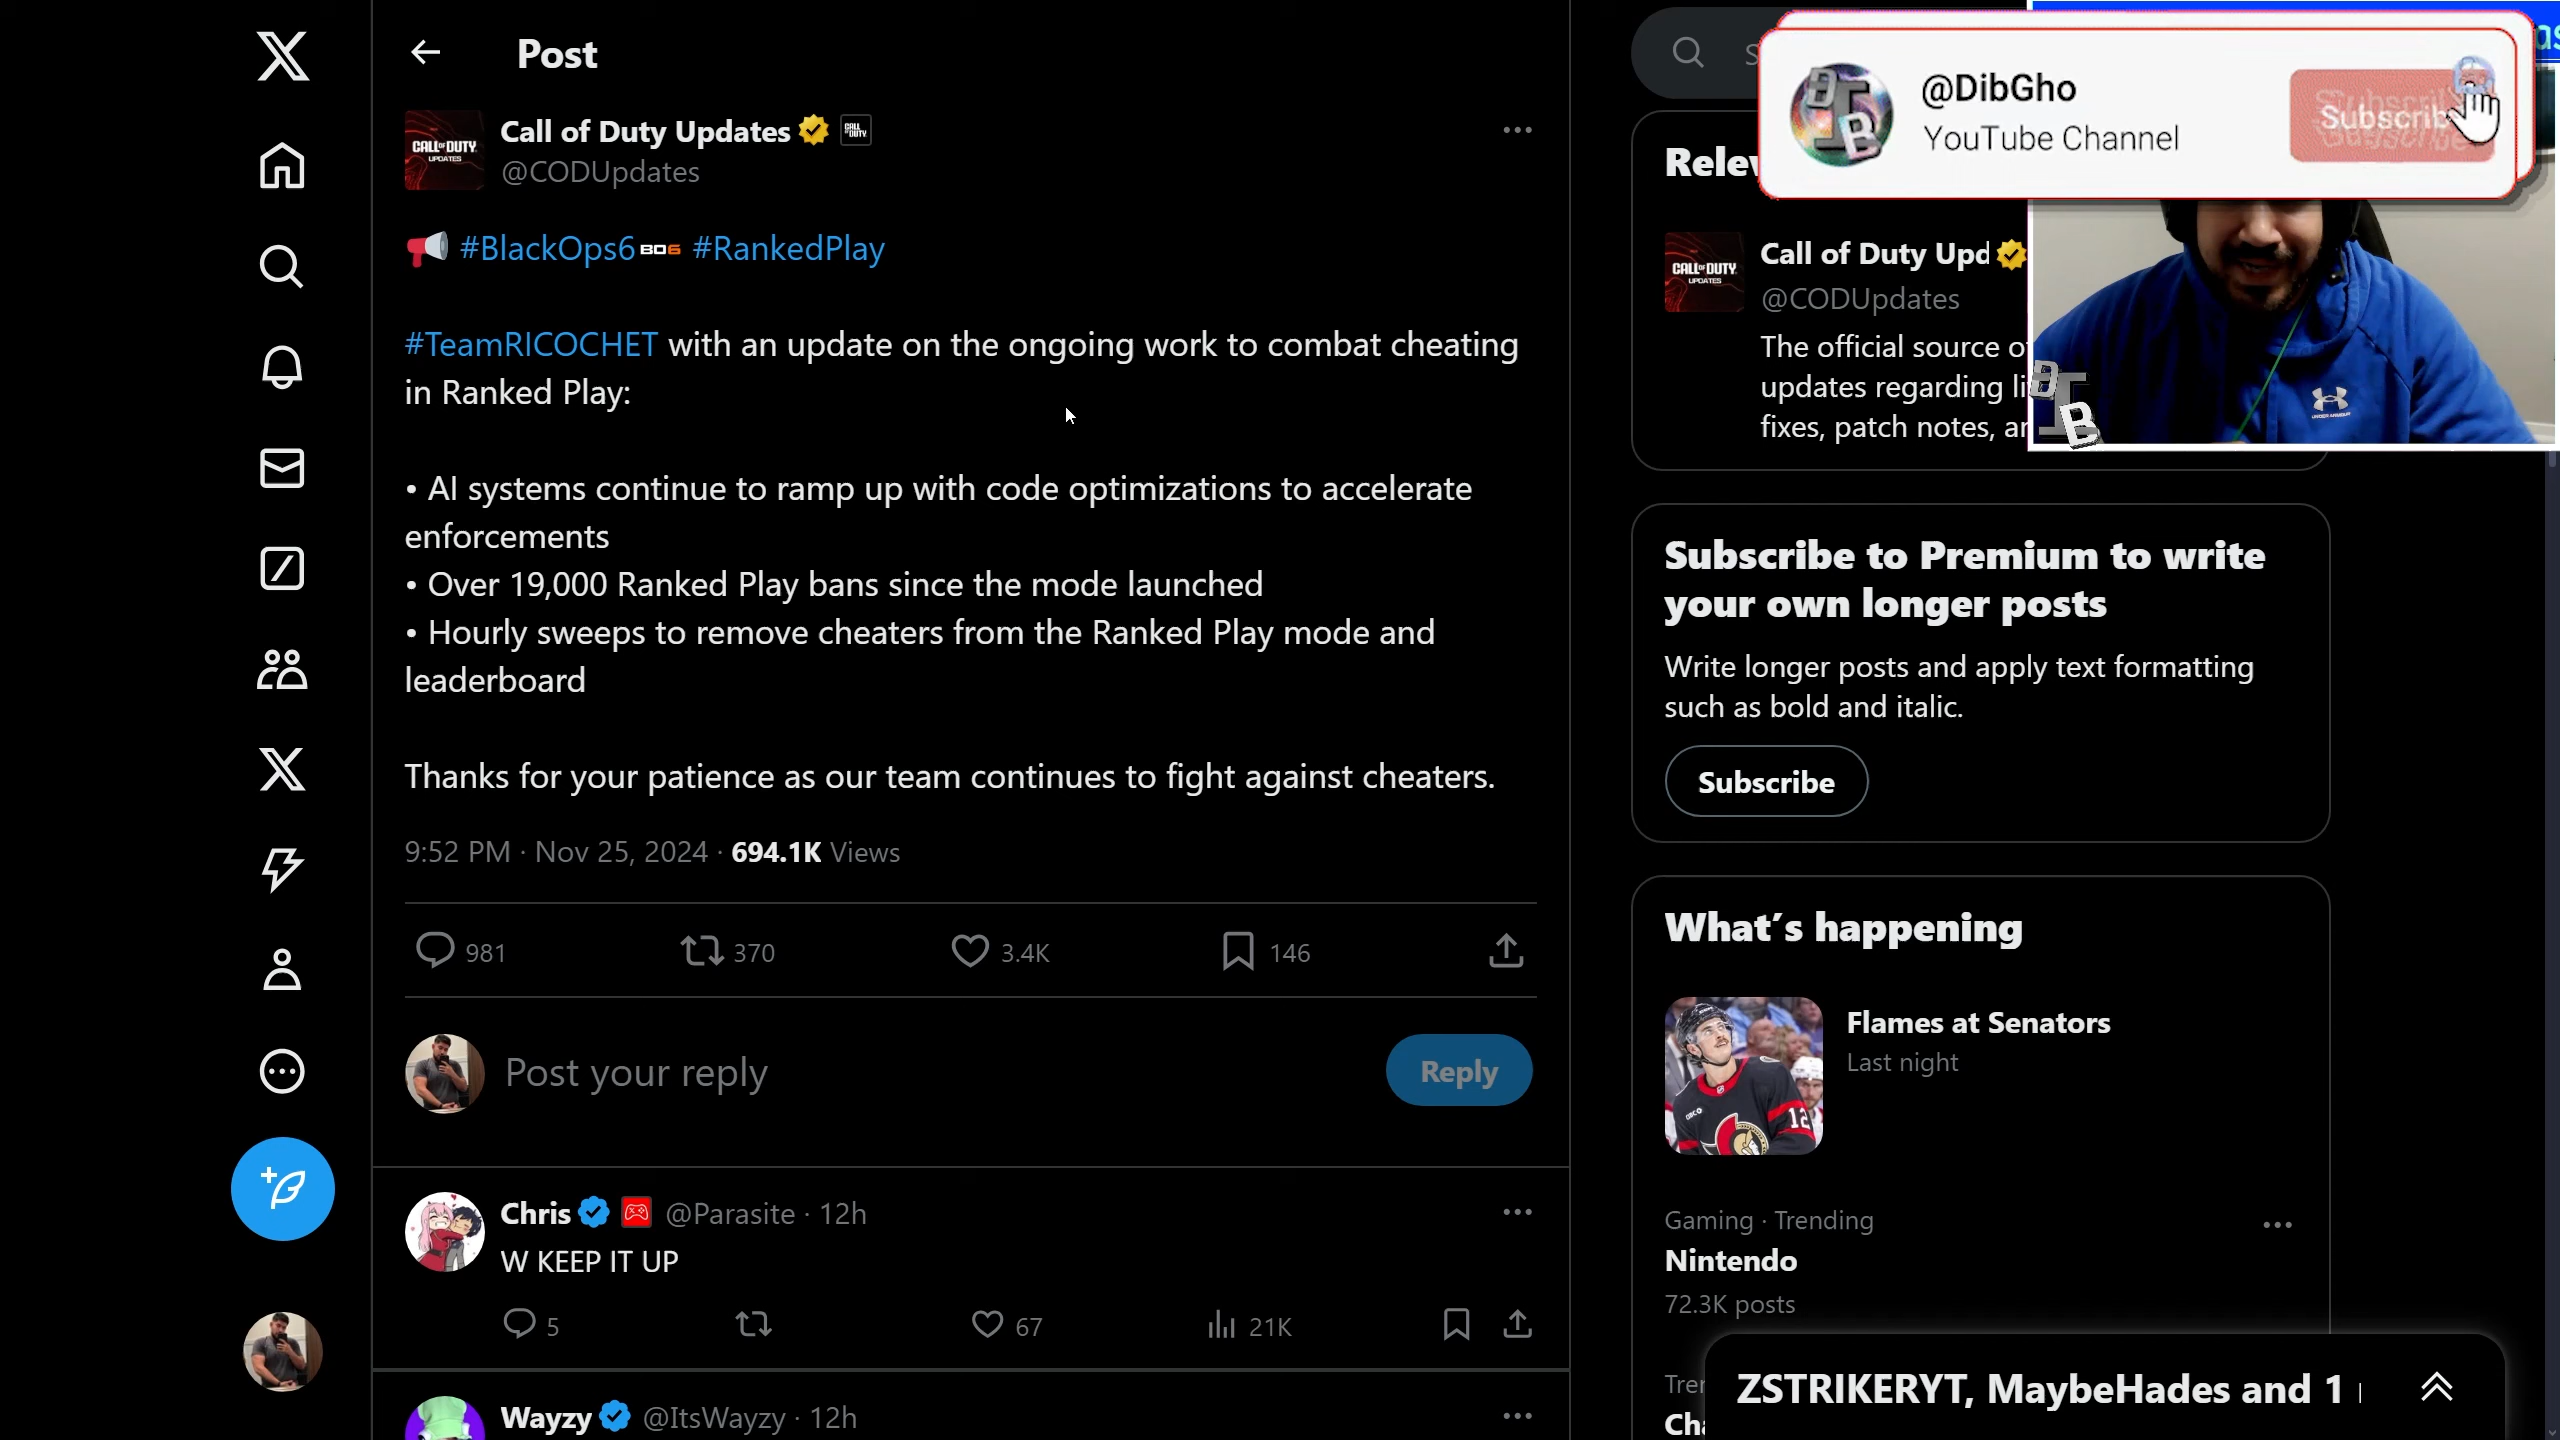 Post
Call of Duty Updates
@CODUpdates
#BlackOps6 #RankedPlay
#TeamRICOCHET with an update on the ongoing work to combat cheating
in Ranked Play:
• AI systems continue to ramp up with code optimizations to accelerate
enforcements
• Over 19,000 Ranked Play bans since the mode launched
• Hourly sweeps to remove cheaters from the Ranked Play mode and
leaderboard
Thanks for your patience as our team continues to fight against cheaters.
9:52 PM · Nov 25, 2024 · 694.1K Views
981 370 3.4K 146
Post your reply
Reply
Chris @Parasite · 12h
W KEEP IT UP
5 67 21K
Wayzy @ItsWayzy · 12h
@DibGho
YouTube Channel
Call of Duty Upd
@CODUpdates
The official source
updates regarding
fixes, patch notes,
UNDER ARMOUR
Subscribe to Premium to write
your own longer posts
Write longer posts and apply text formatting
such as bold and italic.
Subscribe
What's happening
Flames at Senators
Last night
Gaming · Trending
Nintendo
72.3K posts
ZSTRIKERYT, MaybeHades and 1